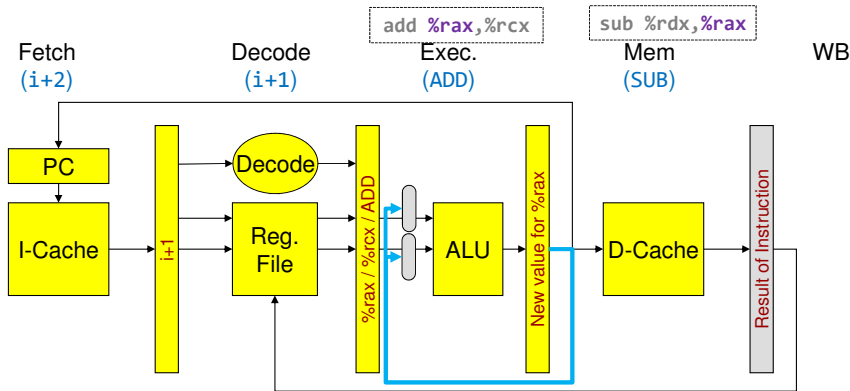 add %rax,%rcx
sub %rdx,%rax
Fetch
Decode
Exec.
Mem
WB
(i+2)
(i+1)
(ADD)
(SUB)
PC
Decode
I-Cache
i+1
Reg.
File
%rax / %rcx / ADD
ALU
New value for %rax
D-Cache
Result of Instruction